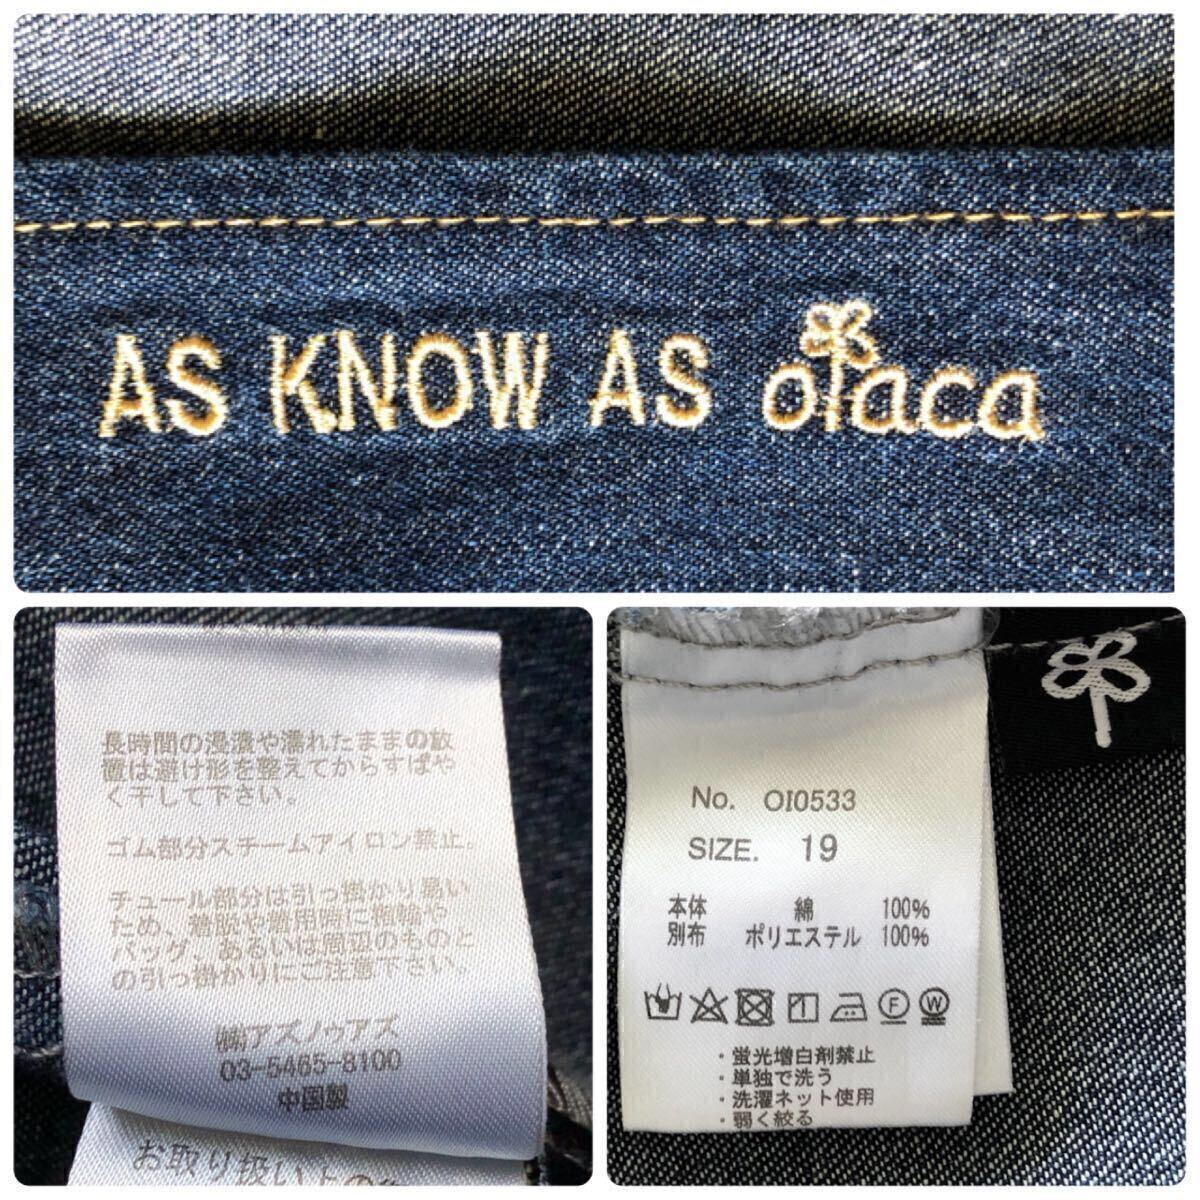 AS KNOW AS olaca
長時間の浸漬や濡れたままの放
置は避け形を整えてからすばや
く干して下さい。
ゴム部分スチームアイロン禁止。
チュール部分は引っ掛かり易い
ため、着脱や着用時に指輪や
バッグ、あるいは周辺のものと
の引っ掛かりにご注意下さい。
㈱アズノゥアズ
03-5465-8100
中国製
お取り扱い上の
No. OI0533
SIZE. 19
本体 綿 100%
別布 ポリエステル 100%
F W
・蛍光増白剤禁止
・単独で洗う
・洗濯ネット使用
・弱く絞る